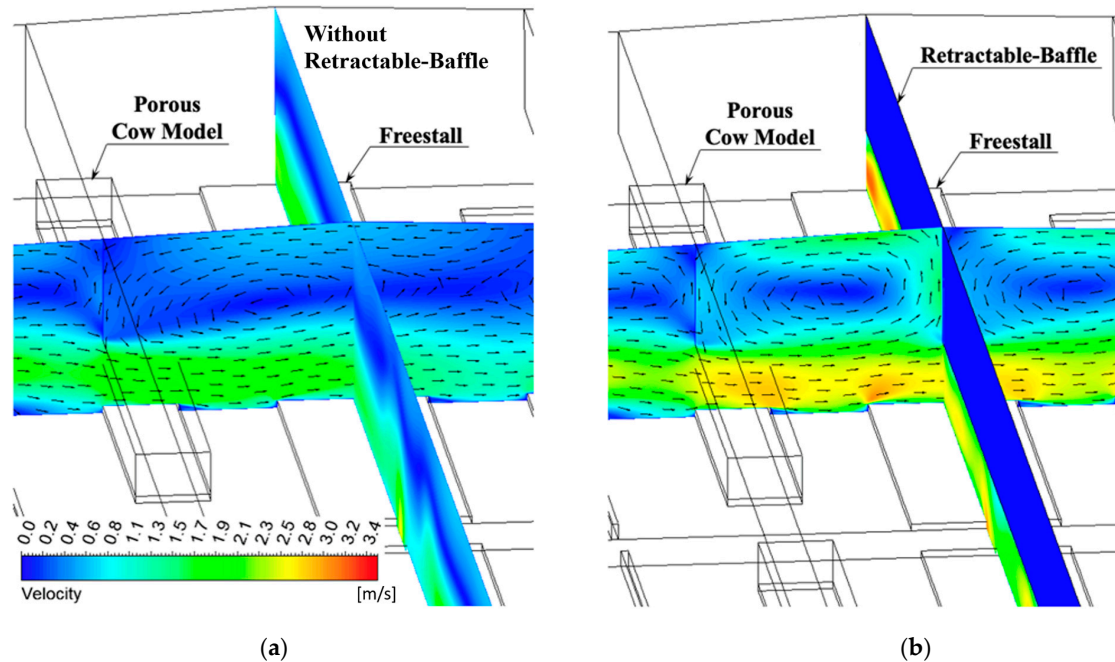 Without
Retractable-Baffle
Porous
Cow Model
Freestall
0.0 0.2 0.4 0.6 0.8 1.1 1.3 1.5 1.7 1.9 2.1 2.3 2.5 2.8 3.0 3.2 3.4
Velocity [m/s]
(a)
Retractable-Baffle
Porous
Cow Model
Freestall
(b)